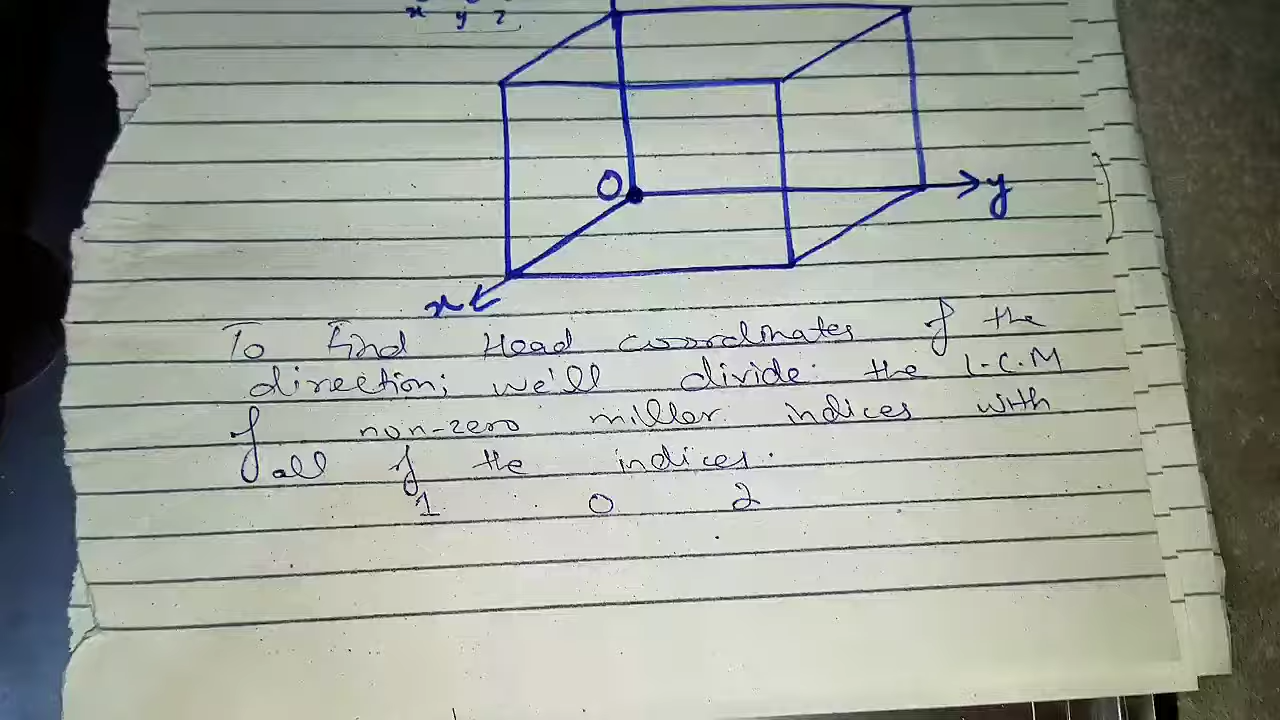 x y z
O
y
x
To Find Head coordinates of the
direction; we'll divide the L.C.M
of non-zero miller indices with
all of the indices.
1 0 2